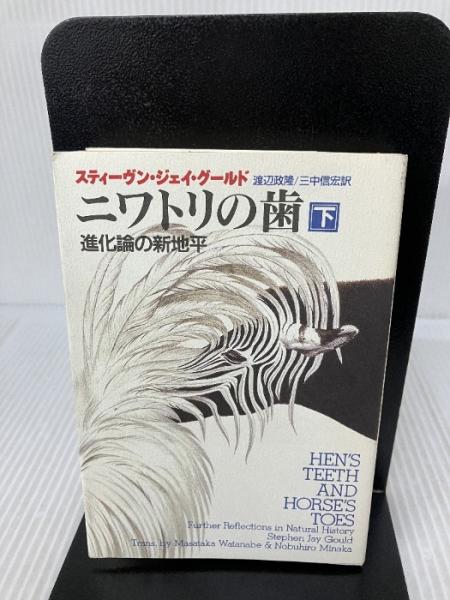 スティーヴン・ジェイ・グールド 渡辺政隆/三中信宏訳
ニワトリの歯 下
進化論の新地平
HEN'S
TEETH
AND
HORSE'S
TOES
Further Reflections in Natural History
Stephen Jay Gould
Trans. by Masataka Watanabe & Nobuhiro Minaka